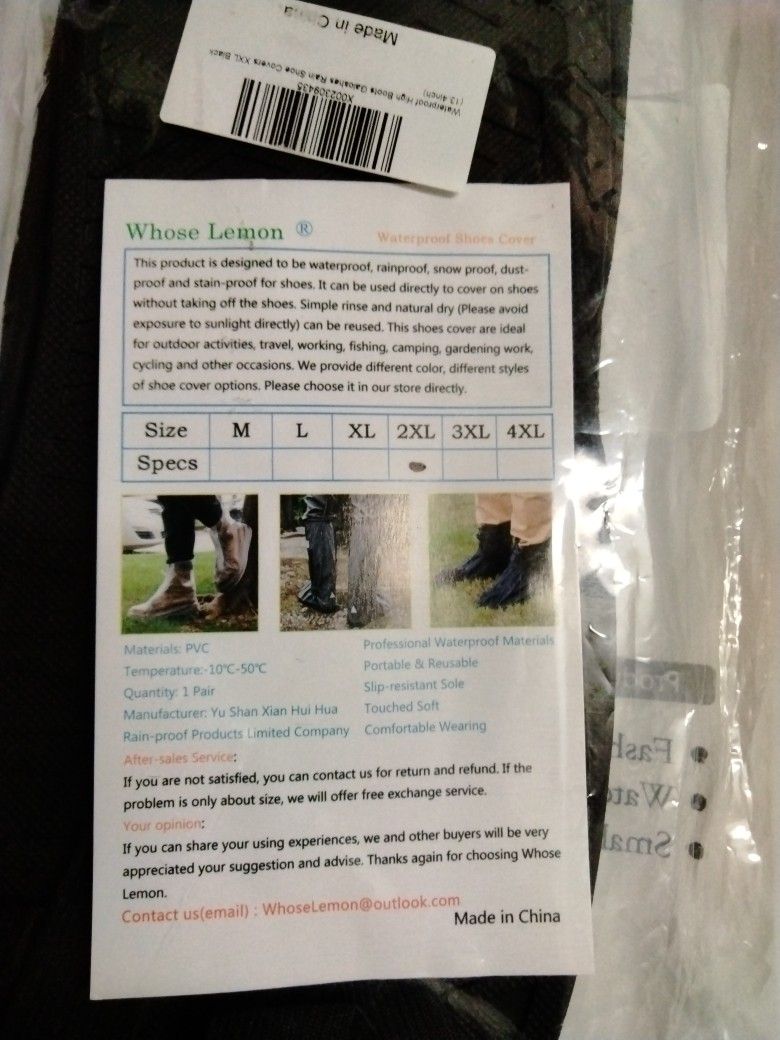 Made in China
Waterproof High Boots Galoshes Rain Shoe Covers XXL Black
(13.4inch)
X002309435
Whose Lemon ®
Waterproof Shoes Cover
This product is designed to be waterproof, rainproof, snow proof, dust-
proof and stain-proof for shoes. It can be used directly to cover on shoes
without taking off the shoes. Simple rinse and natural dry (Please avoid
exposure to sunlight directly) can be reused. This shoes cover are ideal
for outdoor activities, travel, working, fishing, camping, gardening work,
cycling and other occasions. We provide different color, different styles
of shoe cover options. Please choose it in our store directly.
Size M L XL 2XL 3XL 4XL
Specs
Materials: PVC
Temperature:-10℃-50℃
Quantity: 1 Pair
Manufacturer: Yu Shan Xian Hui Hua
Rain-proof Products Limited Company
Professional Waterproof Materials
Portable & Reusable
Slip-resistant Sole
Touched Soft
Comfortable Wearing
After-sales Service:
If you are not satisfied, you can contact us for return and refund. If the
problem is only about size, we will offer free exchange service.
Your opinion:
If you can share your using experiences, we and other buyers will be very
appreciated your suggestion and advise. Thanks again for choosing Whose
Lemon.
Contact us(email) : WhoseLemon@outlook.com
Made in China